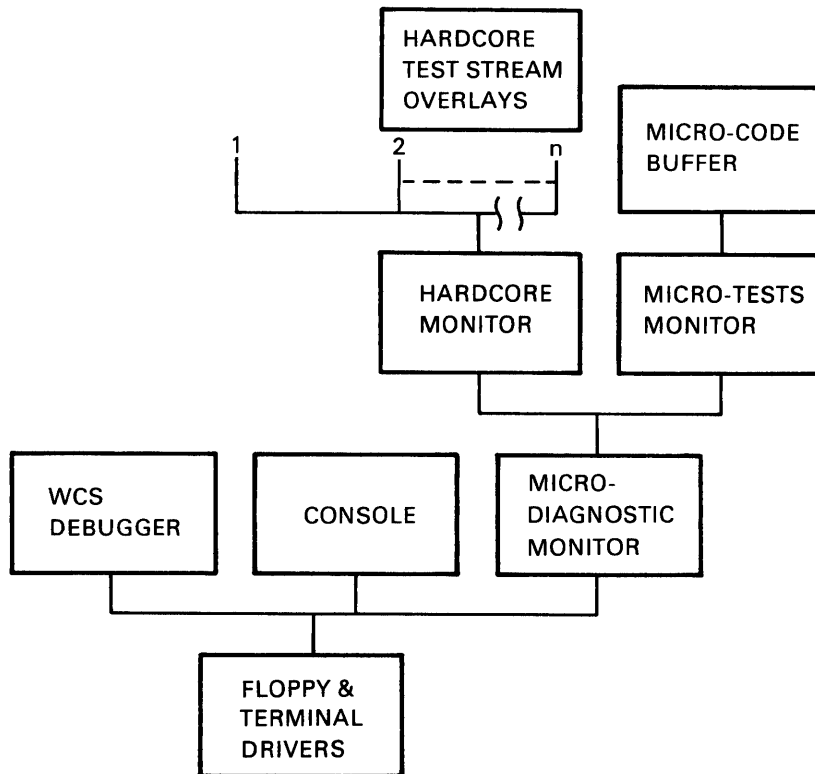 HARDCORE
TEST STREAM
OVERLAYS
MICRO-CODE
BUFFER
1
2
n
HARDCORE
MONITOR
MICRO-TESTS
MONITOR
WCS
DEBUGGER
CONSOLE
MICRO-
DIAGNOSTIC
MONITOR
FLOPPY &
TERMINAL
DRIVERS